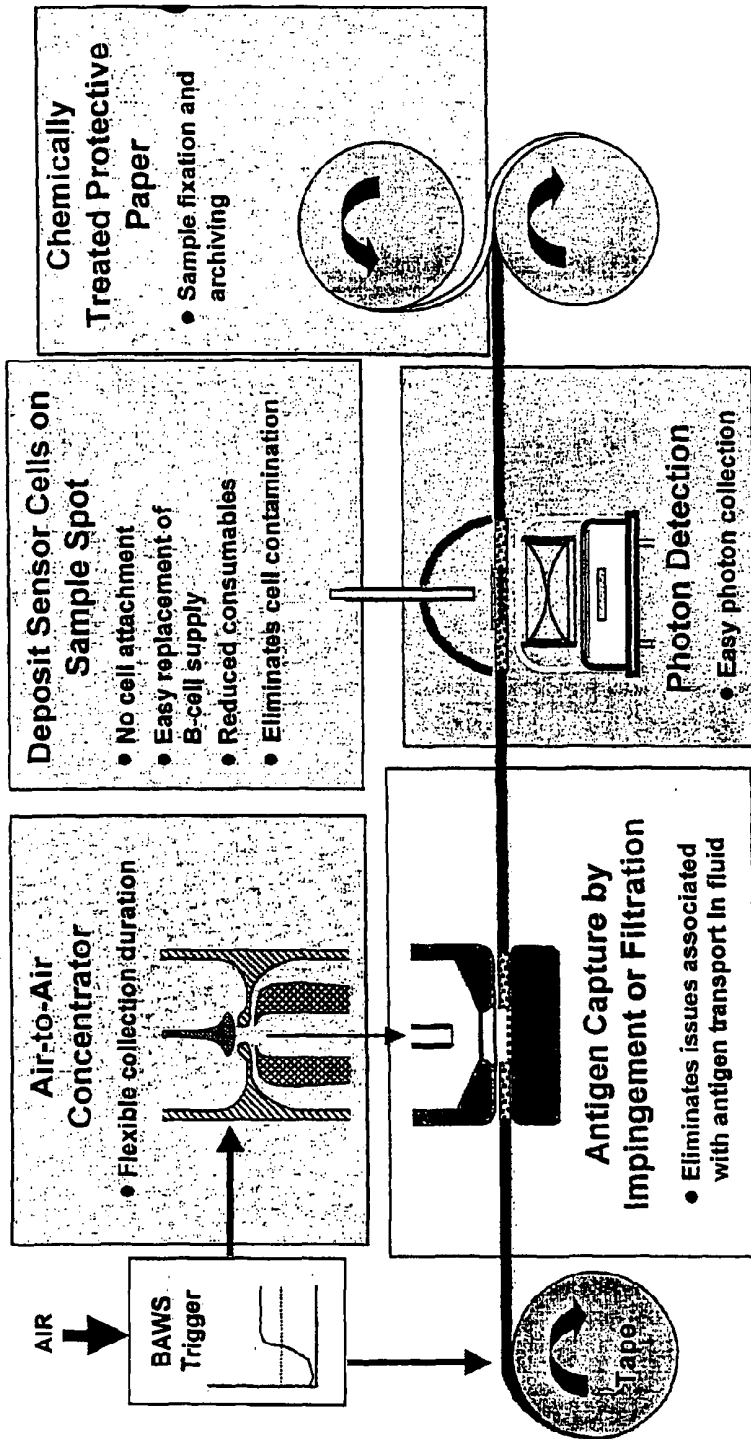 AIR
BAWS
Trigger
Air-to-Air
Concentrator
• Flexible collection duration
Deposit Sensor Cells on
Sample Spot
• No cell attachment
• Easy replacement of
B-cell supply
• Reduced consumables
• Eliminates cell contamination
Chemically
Treated Protective
Paper
• Sample fixation and
archiving
Tape
Antigen Capture by
Impingement or Filtration
• Eliminates issues associated
with antigen transport in fluid
Photon Detection
• Easy photon collection